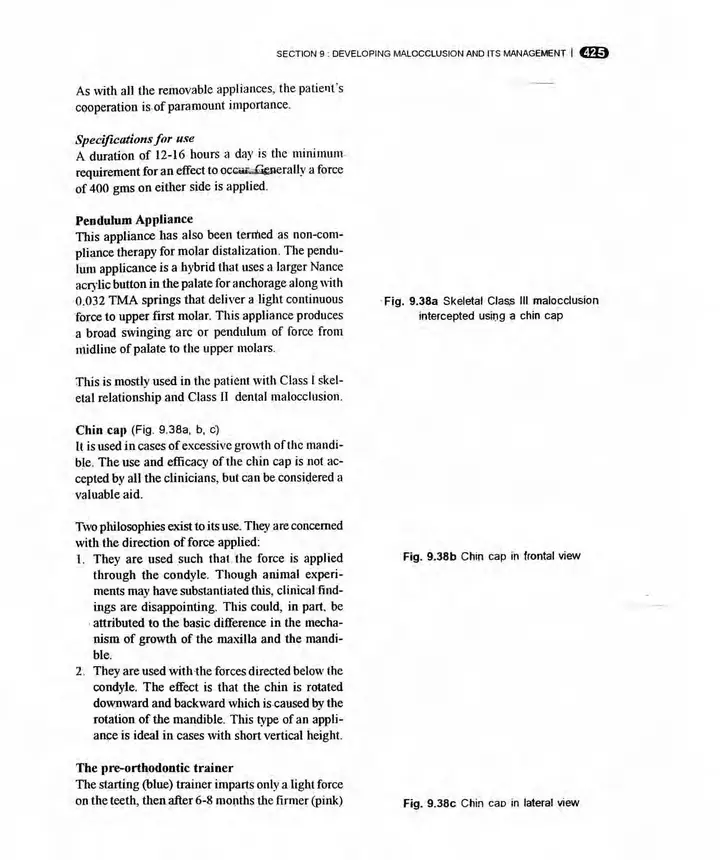 SECTION 9 : DEVELOPING MALOCCLUSION AND ITS MANAGEMENT | 425
As with all the removable appliances, the patient's
cooperation is of paramount importance.
Specifications for use
A duration of 12-16 hours a day is the minimum
requirement for an effect to occur. Generally a force
of 400 gms on either side is applied.
Pendulum Appliance
This appliance has also been termed as non-com-
pliance therapy for molar distalization. The pendu-
lum applicance is a hybrid that uses a larger Nance
acrylic button in the palate for anchorage along with
0.032 TMA springs that deliver a light continuous
force to upper first molar. This appliance produces
a broad swinging arc or pendulum of force from
midline of palate to the upper molars.
This is mostly used in the patient with Class I skel-
etal relationship and Class II dental malocclusion.
Chin cap (Fig. 9.38a, b, c)
It is used in cases of excessive growth of the mandi-
ble. The use and efficacy of the chin cap is not ac-
cepted by all the clinicians, but can be considered a
valuable aid.
Two philosophies exist to its use. They are concerned
with the direction of force applied:
1. They are used such that the force is applied
through the condyle. Though animal experi-
ments may have substantiated this, clinical find-
ings are disappointing. This could, in part, be
attributed to the basic difference in the mecha-
nism of growth of the maxilla and the mandi-
ble.
2. They are used with the forces directed below the
condyle. The effect is that the chin is rotated
downward and backward which is caused by the
rotation of the mandible. This type of an appli-
ance is ideal in cases with short vertical height.
The pre-orthodontic trainer
The starting (blue) trainer imparts only a light force
on the teeth, then after 6-8 months the firmer (pink)
Fig. 9.38a Skeletal Class III malocclusion
intercepted using a chin cap
Fig. 9.38b Chin cap in frontal view
Fig. 9.38c Chin cap in lateral view